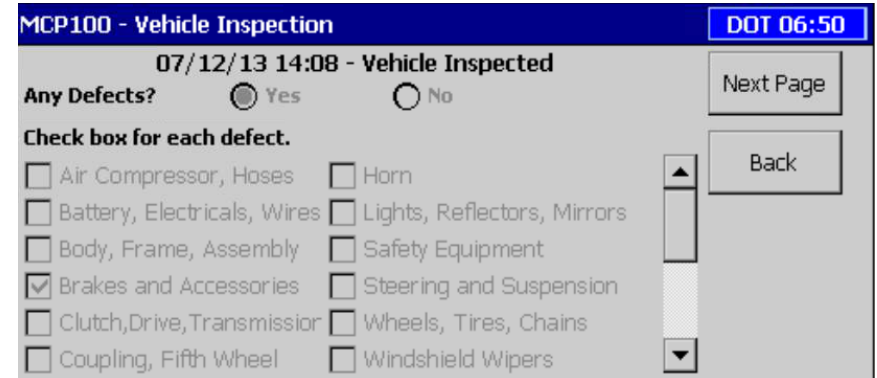 MCP100 - Vehicle Inspection DOT 06:50
07/12/13 14:08 - Vehicle Inspected
Next Page
Any Defects? Yes No
Check box for each defect.
Back
Air Compressor, Hoses Horn
Battery, Electricals, Wires Lights, Reflectors, Mirrors
Body, Frame, Assembly Safety Equipment
Brakes and Accessories Steering and Suspension
Clutch,Drive,Transmissior Wheels, Tires, Chains
Coupling, Fifth Wheel Windshield Wipers